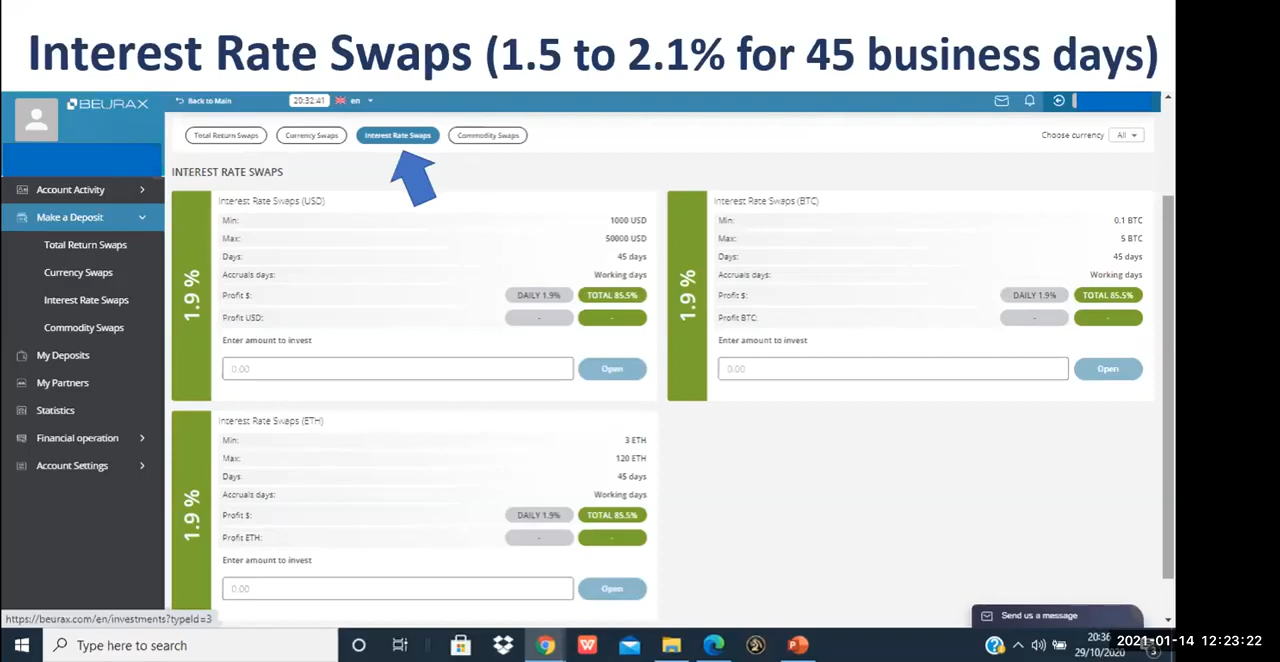 Interest Rate Swaps (1.5 to 2.1% for 45 business days)
BEURAX
Back to Main 20:32:41 en
Total Return Swaps Currency Swaps Interest Rate Swaps Commodity Swaps Choose currency All
INTEREST RATE SWAPS
Account Activity
Make a Deposit
Total Return Swaps
Currency Swaps
Interest Rate Swaps
Commodity Swaps
My Deposits
My Partners
Statistics
Financial operation
Account Settings
1.9 %
Interest Rate Swaps (USD)
Min: 1000 USD
Max: 50000 USD
Days: 45 days
Accruals days: Working days
Profit $: DAILY 1.9% TOTAL 85.5%
Profit USD: - -
Enter amount to invest
0.00 Open
1.9 %
Interest Rate Swaps (BTC)
Min: 0.1 BTC
Max: 5 BTC
Days: 45 days
Accruals days: Working days
Profit $: DAILY 1.9% TOTAL 85.5%
Profit BTC: - -
Enter amount to invest
0.00 Open
1.9 %
Interest Rate Swaps (ETH)
Min: 3 ETH
Max: 120 ETH
Days: 45 days
Accruals days: Working days
Profit $: DAILY 1.9% TOTAL 85.5%
Profit ETH: - -
Enter amount to invest
0.00 Open
Send us a message
https://beurax.com/en/investments?typeId=3
Type here to search
20:36
29/10/2020
2021-01-14 12:23:22